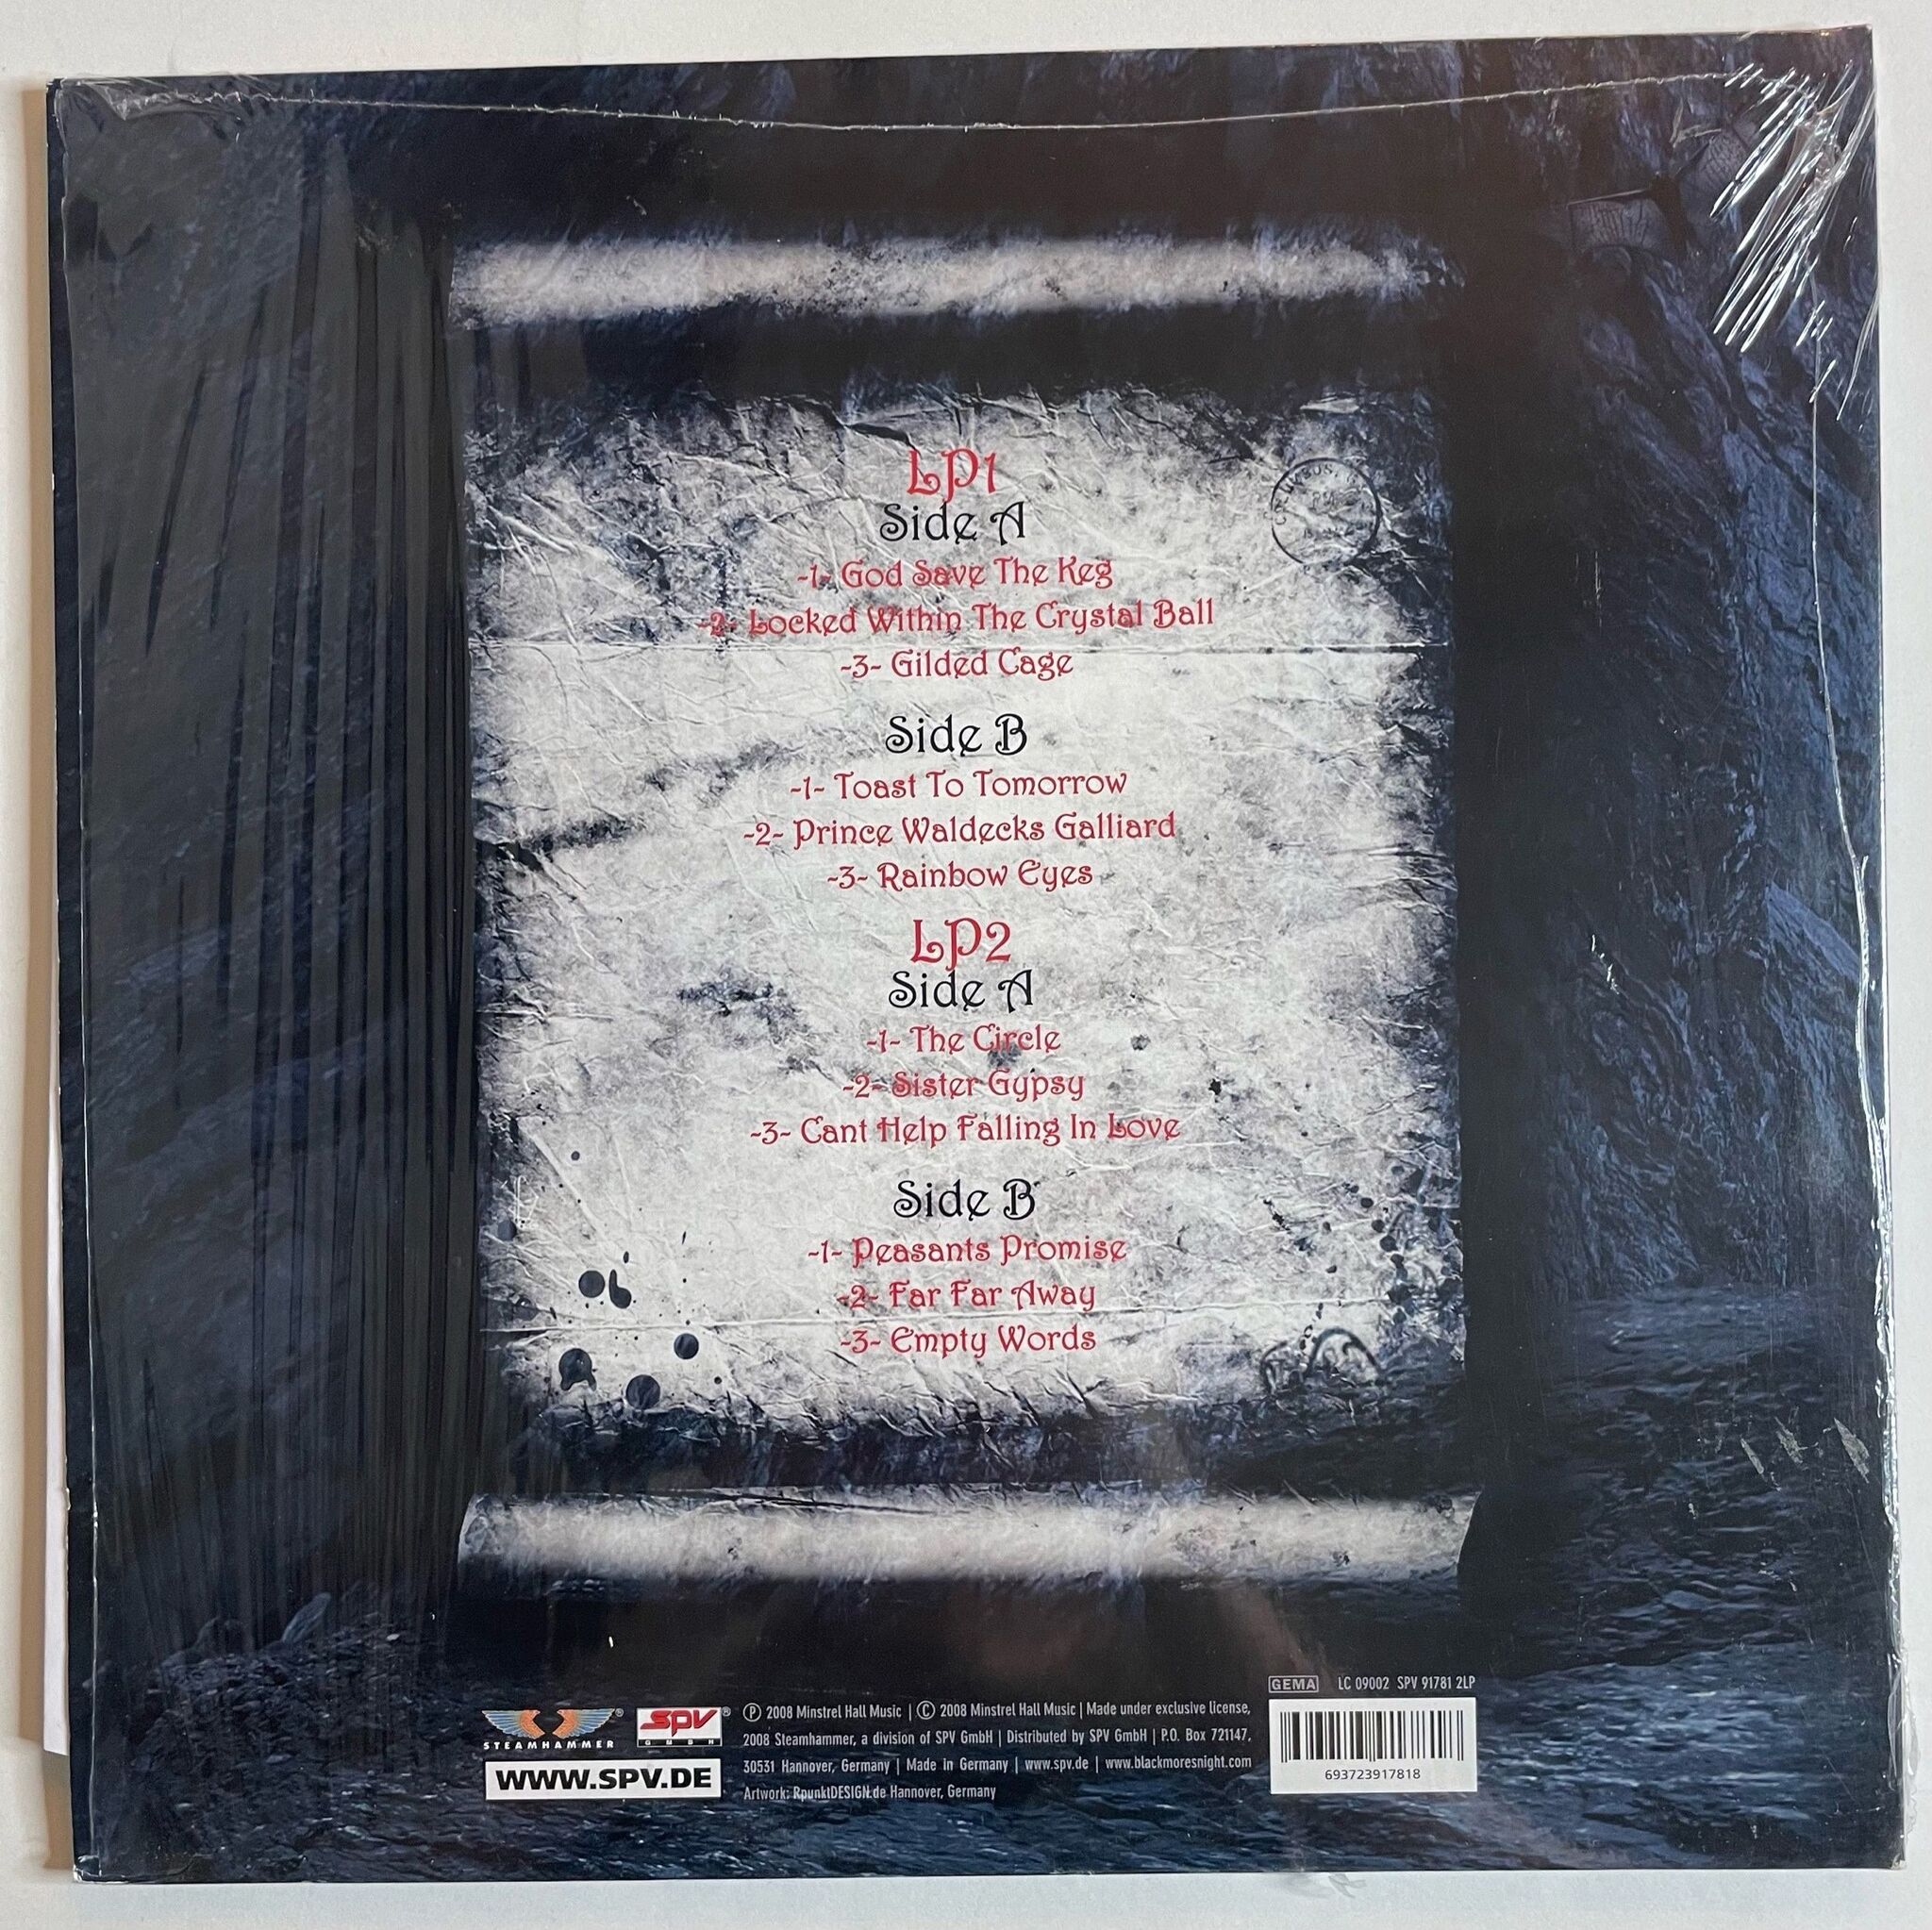 LP1
Side A
-1- God Save The Keg
-2- Locked Within The Crystal Ball
-3- Gilded Cage
Side B
-1- Toast To Tomorrow
-2- Prince Waldecks Galliard
-3- Rainbow Eyes
LP2
Side A
-1- The Circle
-2- Sister Gypsy
-3- Cant Help Falling In Love
Side B
-1- Peasants Promise
-2- Far Far Away
-3- Empty Words
GEMA LC 09002 SPV 91781 2LP
STEAMHAMMER®
SPV®
GMBH
WWW.SPV.DE
Ⓟ 2008 Minstrel Hall Music | © 2008 Minstrel Hall Music | Made under exclusive license,
2008 Steamhammer, a division of SPV GmbH | Distributed by SPV GmbH | P.O. Box 721147,
30531 Hannover, Germany | Made in Germany | www.spv.de | www.blackmoresnight.com
Artwork: RpunktDESIGN.de Hannover, Germany
693723917818